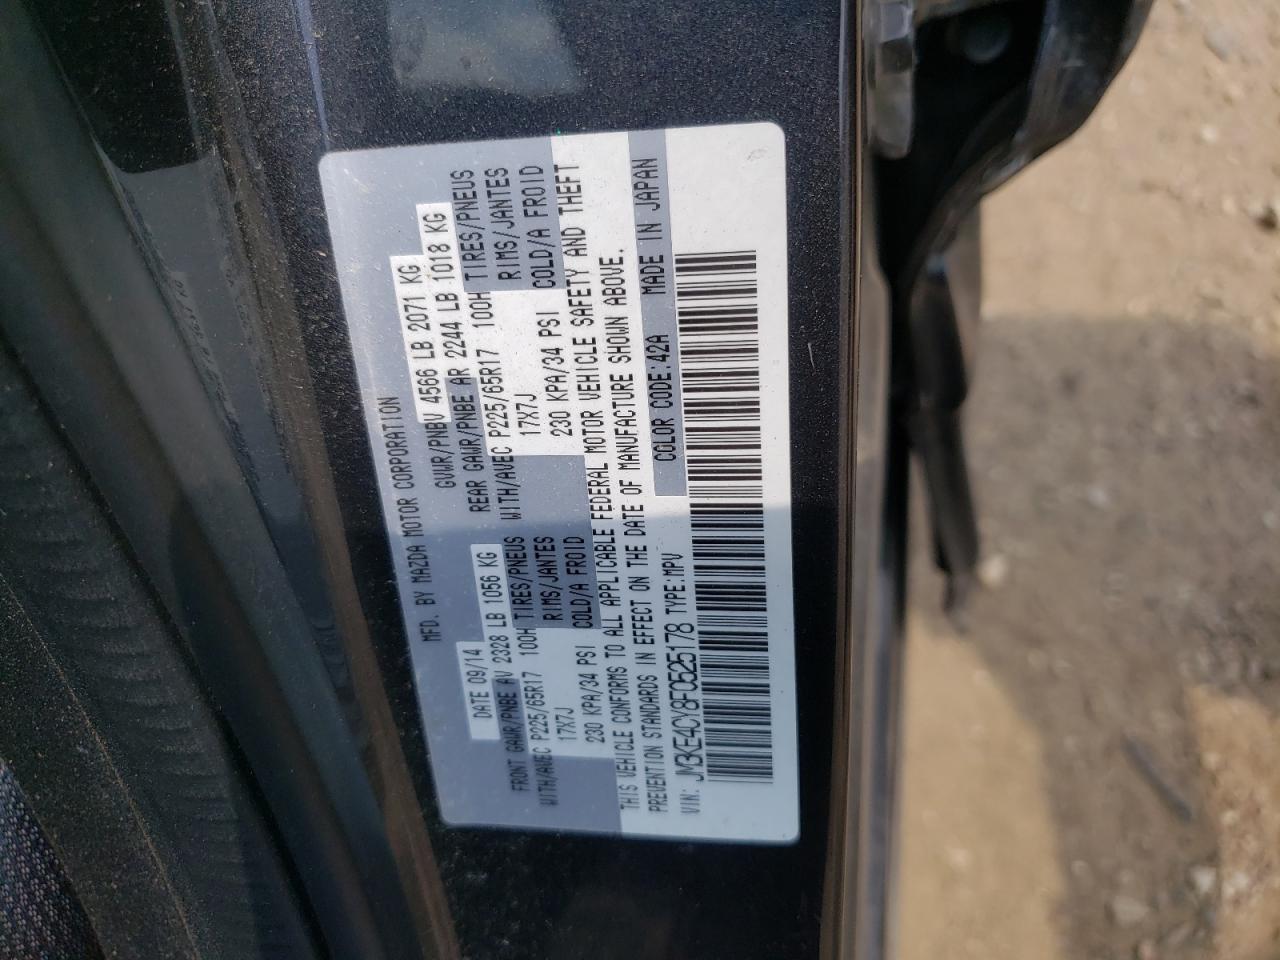 MFD. BY MAZDA MOTOR CORPORATION
DATE 09/14 GVWR/PNBV 4566 LB 2071 KG
FRONT GAWR/PNBE AV 2328 LB 1056 KG REAR GAWR/PNBE AR 2244 LB 1018 KG
WITH/AVEC P225/65R17 100H TIRES/PNEUS WITH/AVEC P225/65R17 100H TIRES/PNEUS
17X7J RIMS/JANTES 17X7J RIMS/JANTES
230 KPA/34 PSI COLD/A FROID 230 KPA/34 PSI COLD/A FROID
THIS VEHICLE CONFORMS TO ALL APPLICABLE FEDERAL MOTOR VEHICLE SAFETY AND THEFT
PREVENTION STANDARDS IN EFFECT ON THE DATE OF MANUFACTURE SHOWN ABOVE.
VIN: JM3KE4CY8F0525178 TYPE:MPV COLOR CODE:42A MADE IN JAPAN